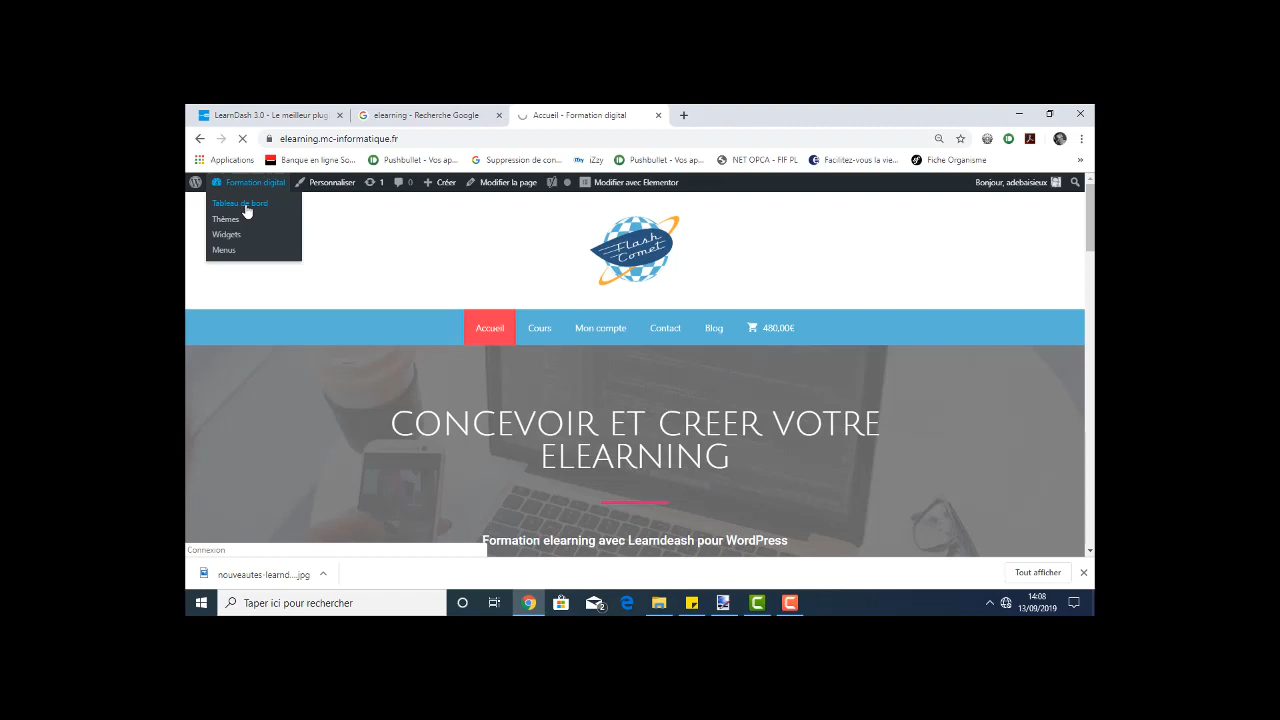 LearnDash 3.0 - Le meilleur plug
elearning - Recherche Google
Accueil - Formation digital
elearning.mc-informatique.fr
Applications
Banque en ligne So...
Pushbullet - Vos ap...
Suppression de con...
my iZzy
Pushbullet - Vos ap...
NET OPCA - FIF PL
Facilitez-vous la vie...
Fiche Organisme
»
Formation digital
Personnaliser
1
0
Créer
Modifier la page
Modifier avec Elementor
Bonjour, adebaisieux
Tableau de bord
Thèmes
Widgets
Menus
Flash
Comet
Accueil
Cours
Mon compte
Contact
Blog
480,00€
CONCEVOIR ET CREER VOTRE
ELEARNING
Formation elearning avec Learndeash pour WordPress
Connexion
nouveautes-learnd....jpg
Tout afficher
Taper ici pour rechercher
2
14:08
13/09/2019